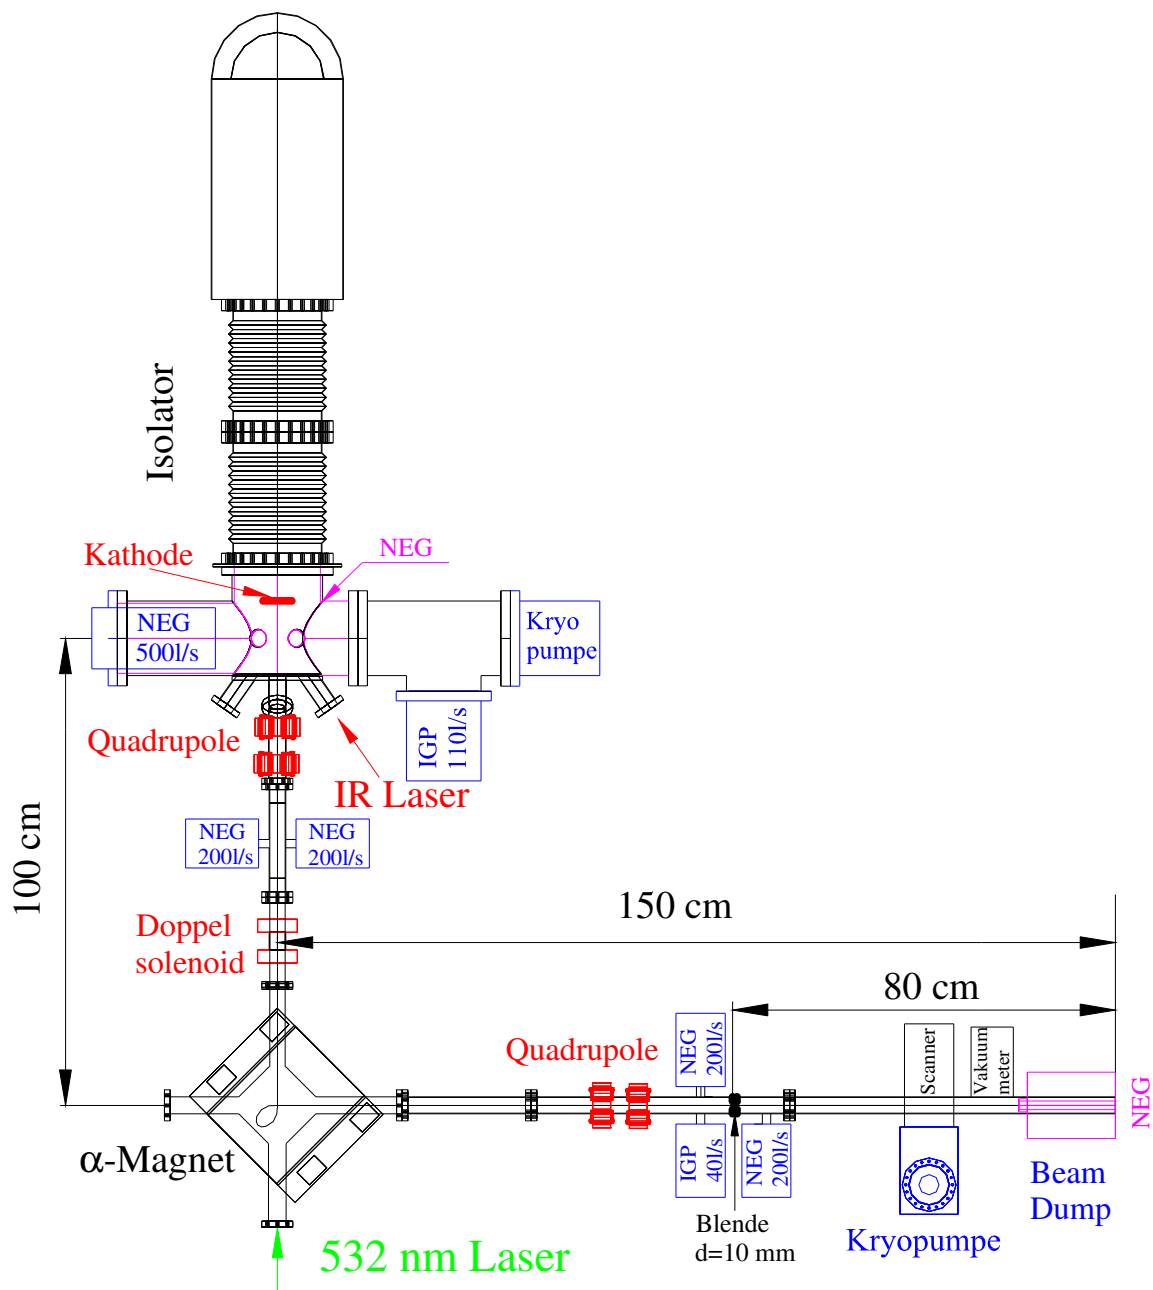 Isolator
Kathode
NEG
NEG
500l/s
Kryo
pumpe
IGP
110l/s
Quadrupole
IR Laser
100 cm
NEG
200l/s
NEG
200l/s
Doppel
solenoid
150 cm
80 cm
Quadrupole
NEG
200l/s
Scanner
Vakuum
meter
NEG
α-Magnet
IGP
40l/s
NEG
200l/s
Beam
Dump
Blende
d=10 mm
Kryopumpe
532 nm Laser